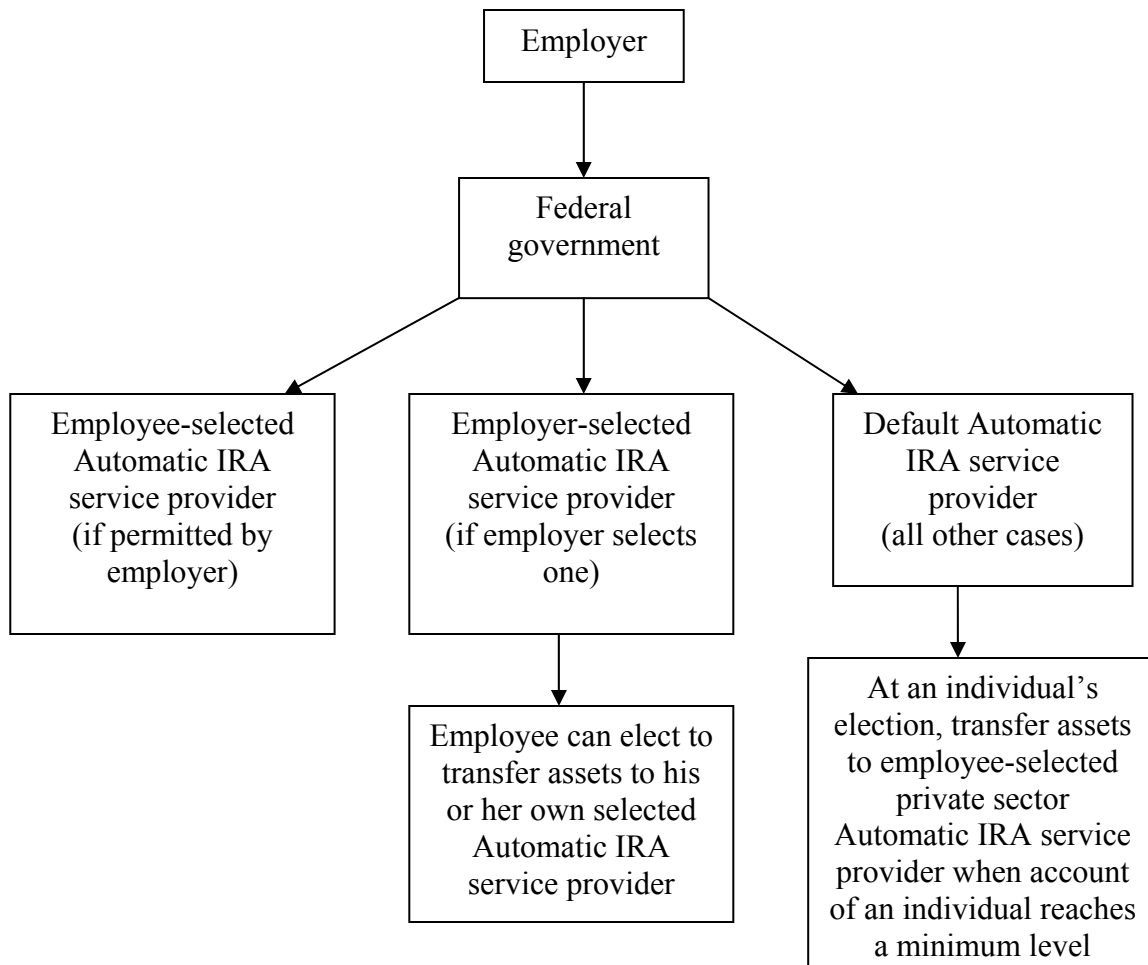 Employer
Federal
government
Employee-selected
Automatic IRA
service provider
(if permitted by
employer)
Employer-selected
Automatic IRA
service provider
(if employer selects
one)
Default Automatic
IRA service
provider
(all other cases)
Employee can elect to
transfer assets to his
or her own selected
Automatic IRA
service provider
At an individual’s
election, transfer assets
to employee-selected
private sector
Automatic IRA service
provider when account
of an individual reaches
a minimum level